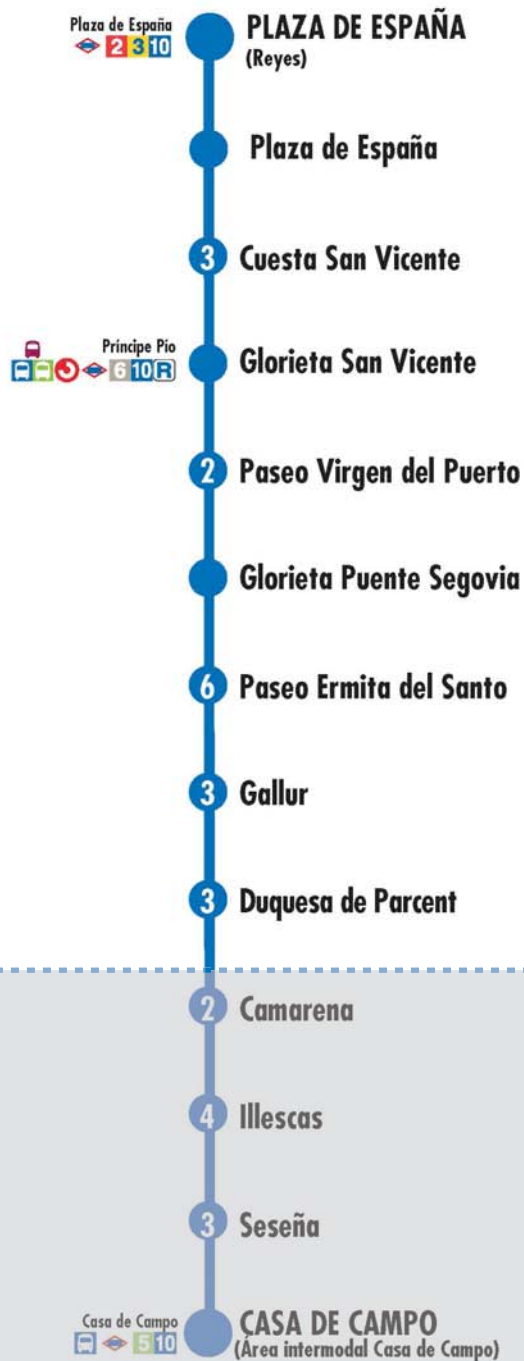 Plaza de España
2 3 10
PLAZA DE ESPAÑA
(Reyes)
Plaza de España
3 Cuesta San Vicente
Príncipe Pío
6 10 R
Glorieta San Vicente
2 Paseo Virgen del Puerto
Glorieta Puente Segovia
6 Paseo Ermita del Santo
3 Gallur
3 Duquesa de Parcent
2 Camarena
4 Illescas
3 Seseña
Casa de Campo
5 10
CASA DE CAMPO
(Área intermodal Casa de Campo)